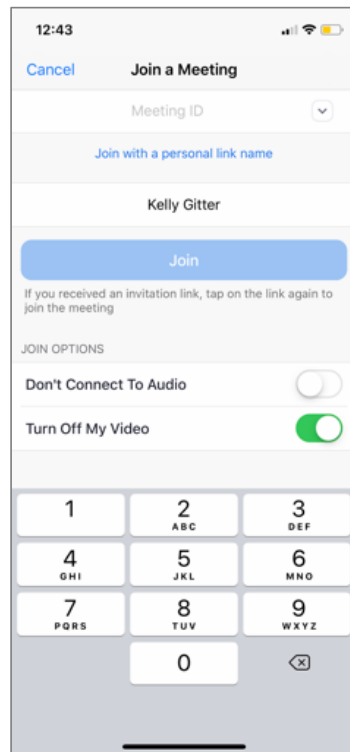 12:43
Cancel Join a Meeting
Meeting ID
Join with a personal link name
Kelly Gitter
Join
If you received an invitation link, tap on the link again to
join the meeting
JOIN OPTIONS
Don't Connect To Audio
Turn Off My Video
1 2 3
ABC DEF
4 5 6
GHI JKL MNO
7 8 9
PQRS TUV WXYZ
0